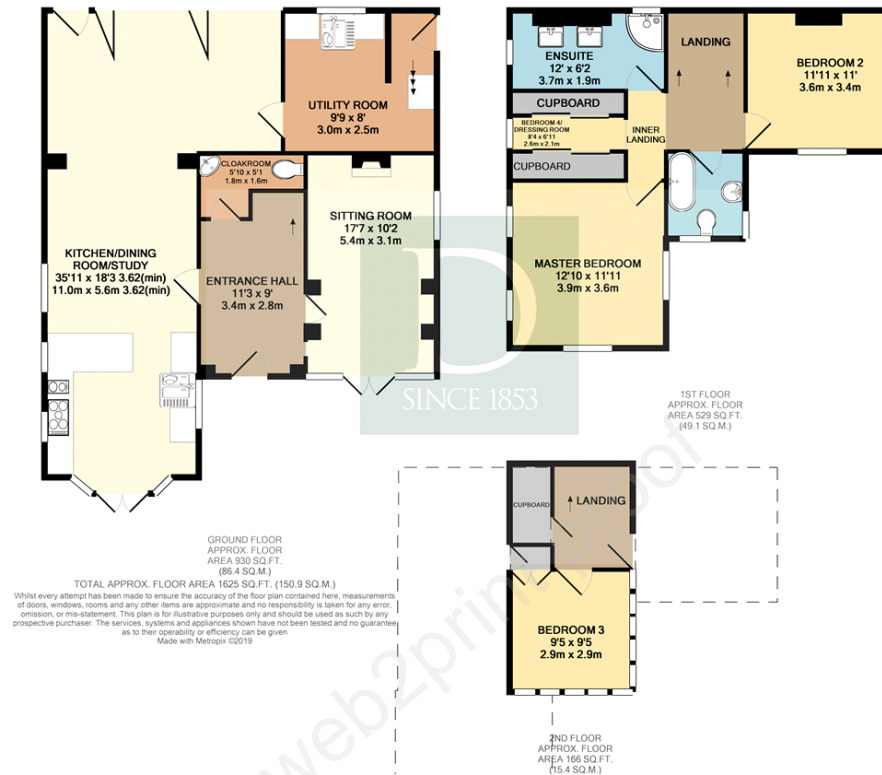 UTILITY ROOM
9'9 x 8'
3.0m x 2.5m
CLOAKROOM
5'10 x 5'1
1.8m x 1.6m
SITTING ROOM
17'7 x 10'2
5.4m x 3.1m
KITCHEN/DINING
ROOM/STUDY
35'11 x 18'3 3.62(min)
11.0m x 5.6m 3.62(min)
ENTRANCE HALL
11'3 x 9'
3.4m x 2.8m
GROUND FLOOR
APPROX. FLOOR
AREA 930 SQ.FT.
(86.4 SQ.M.)
ENSUITE
12' x 6'2
3.7m x 1.9m
LANDING
BEDROOM 2
11'11 x 11'
3.6m x 3.4m
CUPBOARD
BEDROOM 4/
DRESSING ROOM
8'4 x 6'11
2.6m x 2.1m
INNER
LANDING
CUPBOARD
MASTER BEDROOM
12'10 x 11'11
3.9m x 3.6m
1ST FLOOR
APPROX. FLOOR
AREA 529 SQ.FT.
(49.1 SQ.M.)
D
SINCE 1853
CUPBOARD
LANDING
BEDROOM 3
9'5 x 9'5
2.9m x 2.9m
2ND FLOOR
APPROX. FLOOR
AREA 166 SQ.FT.
(15.4 SQ.M.)
TOTAL APPROX. FLOOR AREA 1625 SQ.FT. (150.9 SQ.M.)
Whilst every attempt has been made to ensure the accuracy of the floor plan contained here, measurements
of doors, windows, rooms and any other items are approximate and no responsibility is taken for any error,
omission, or mis-statement. This plan is for illustrative purposes only and should be used as such by any
prospective purchaser. The services, systems and appliances shown have not been tested and no guarantee
as to their operability or efficiency can be given
Made with Metropix ©2019
web2print proof